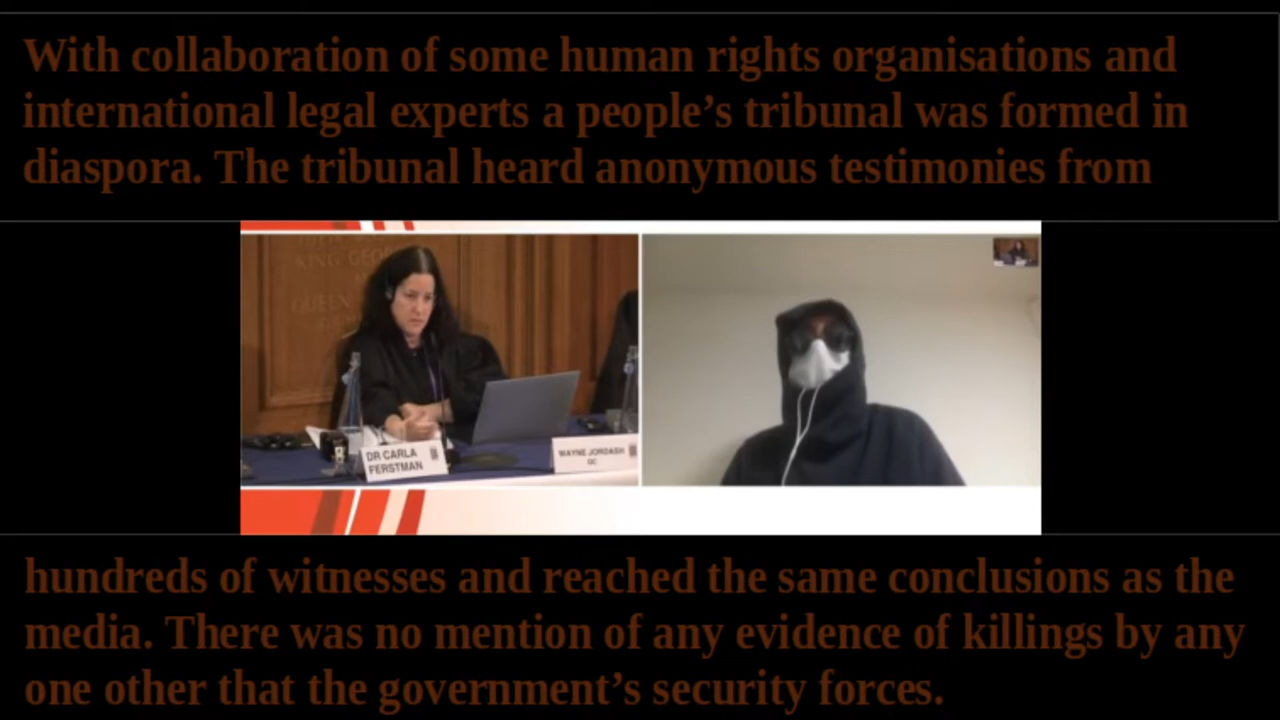 With collaboration of some human rights organisations and
international legal experts a people’s tribunal was formed in
diaspora. The tribunal heard anonymous testimonies from
KING GEO
QUEEN
DR CARLA
FERSTMAN
WAYNE JORDASH
QC
hundreds of witnesses and reached the same conclusions as the
media. There was no mention of any evidence of killings by any
one other that the government’s security forces.